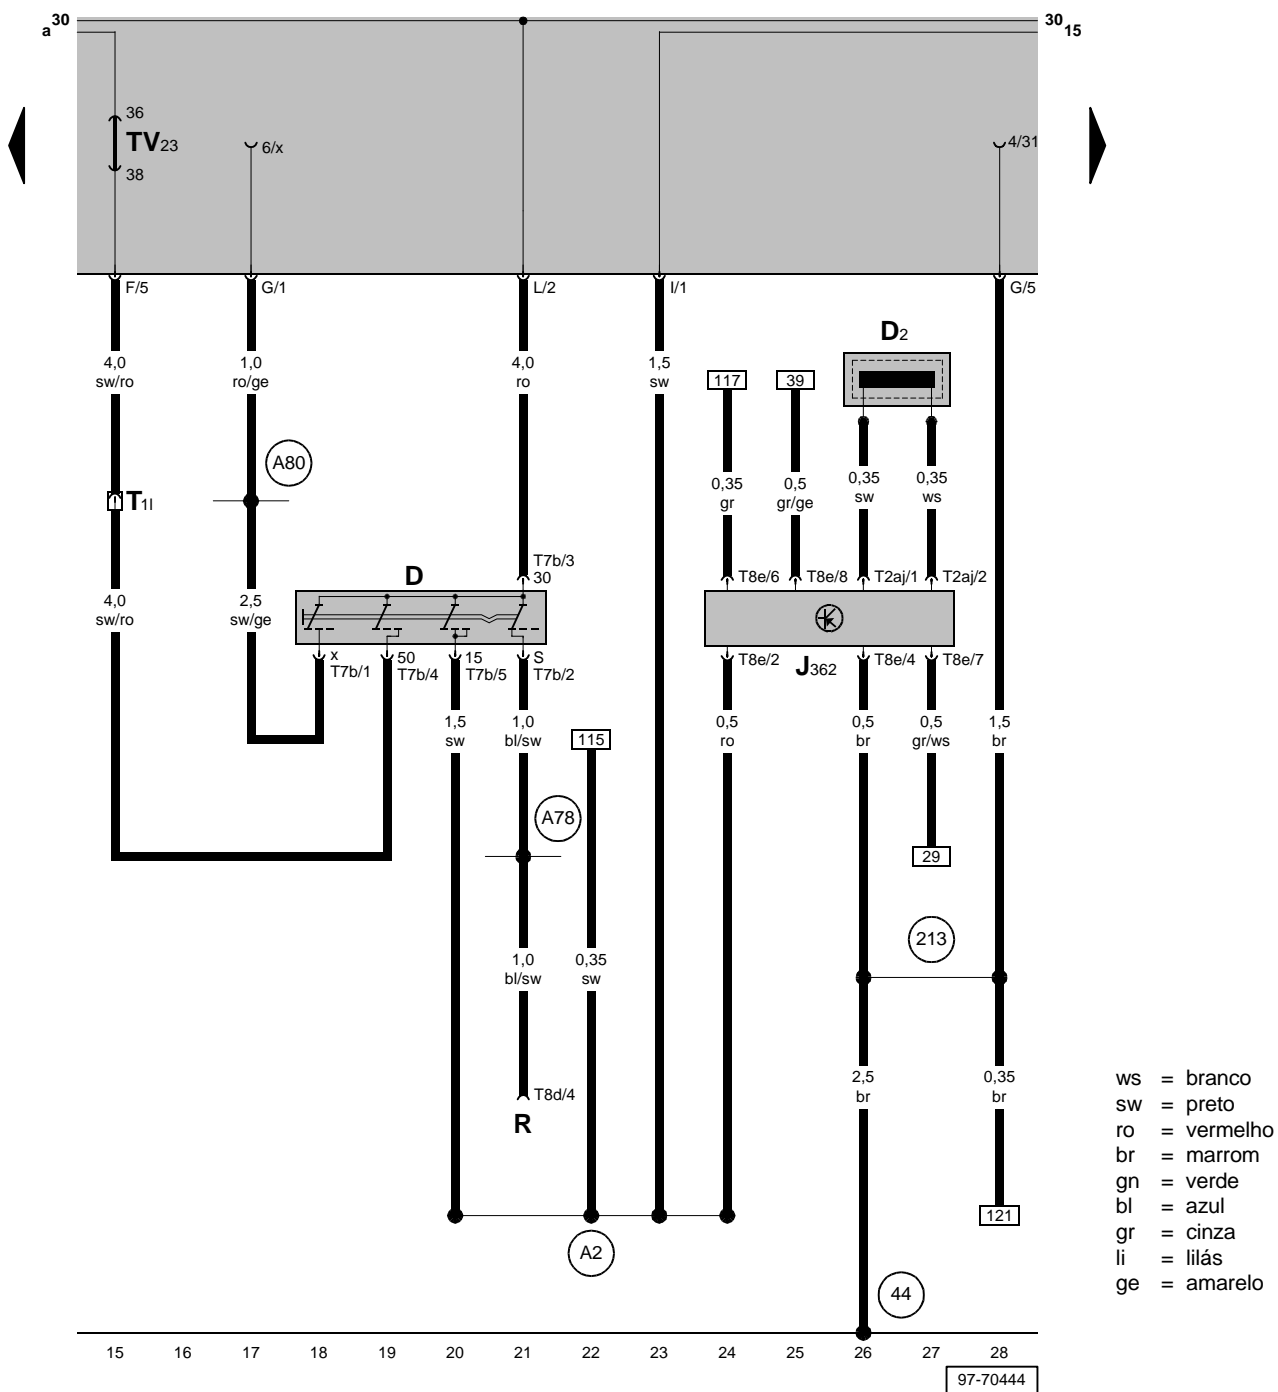 30
a
30
15
36
TV23
38
6/x
4/31
F/5
G/1
L/2
I/1
G/5
D2
4,0
sw/ro
1,0
ro/ge
4,0
ro
1,5
sw
117
39
A80
0,35
gr
0,5
gr/ge
0,35
sw
0,35
ws
T1l
T7b/3
30
D
T8e/6
T8e/8
T2aj/1
T2aj/2
4,0
sw/ro
2,5
sw/ge
x
T7b/1
50
T7b/4
15
T7b/5
S
T7b/2
T8e/2
J362
T8e/4
T8e/7
1,5
sw
1,0
bl/sw
115
0,5
ro
0,5
br
0,5
gr/ws
1,5
br
A78
29
213
1,0
bl/sw
0,35
sw
2,5
br
0,35
br
T8d/4
R
121
A2
44
ws = branco
sw = preto
ro = vermelho
br = marrom
gn = verde
bl = azul
gr = cinza
li = lilás
ge = amarelo
15 16 17 18 19 20 21 22 23 24 25 26 27 28
97-70444